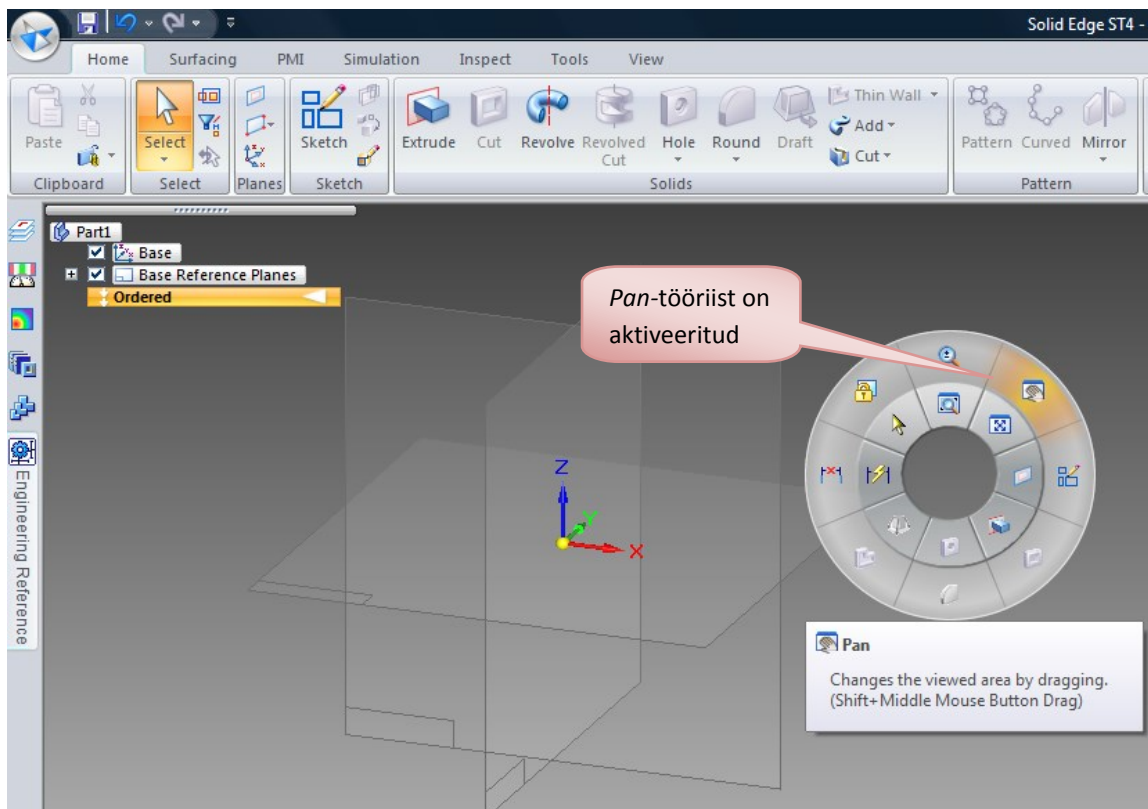 Solid Edge ST4 -
Home Surfacing PMI Simulation Inspect Tools View
Paste
Clipboard
Select
Select
Planes
Sketch
Sketch
Extrude Cut Revolve Revolved Cut Hole Round Draft
Thin Wall
Add
Cut
Solids
Pattern Curved Mirror
Pattern
Part1
Base
Base Reference Planes
Ordered
Engineering Reference
Pan-tööriist on
aktiveeritud
Z
Y
X
Pan
Changes the viewed area by dragging.
(Shift+Middle Mouse Button Drag)